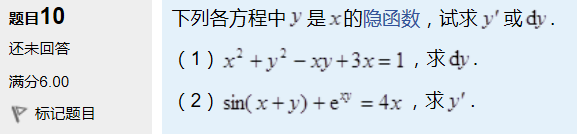 题目10
还未回答
满分6.00
标记题目
下列各方程中 y 是 x 的隐函数，试求 y′ 或 dy．
（1）x² + y² − xy + 3x = 1，求 dy．
（2）sin(x + y) + e^{xy} = 4x，求 y′．